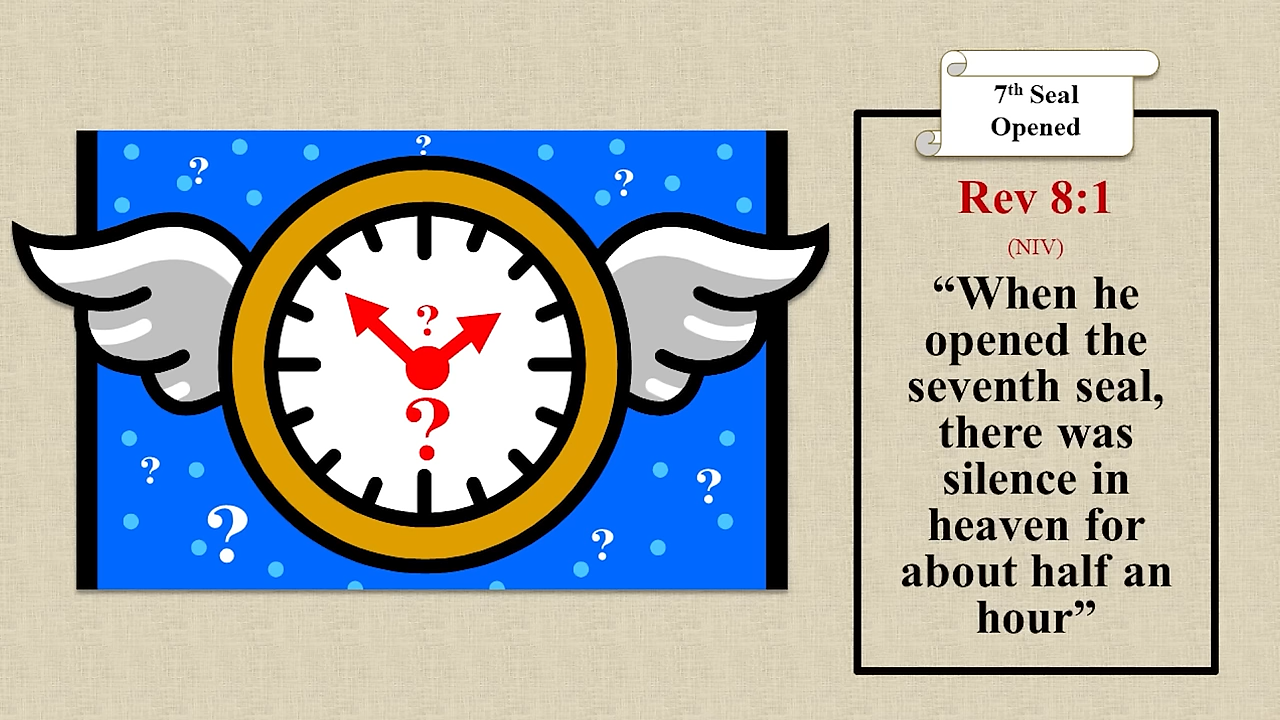 7th Seal
Opened
Rev 8:1
(NIV)
“When he
opened the
seventh seal,
there was
silence in
heaven for
about half an
hour”
?
?
?
?
?
?
?
?
?